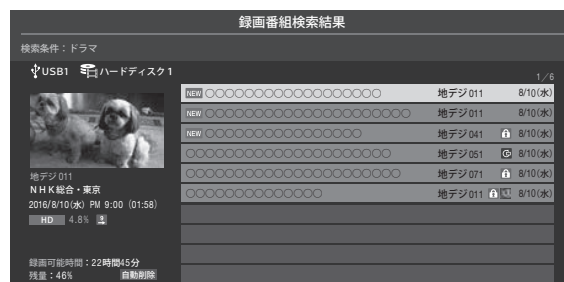 録画番組検索結果
検索条件：ドラマ
USB1 ハードディスク1
1/6
NEW ○○○○○○○○○○○○○○○○○○ 地デジ011 8/10(水)
NEW ○○○○○○○○○○○○○○○○○○○○○ 地デジ011 8/10(水)
NEW ○○○○○○○○○○○○○○○○ 地デジ041 8/10(水)
○○○○○○○○○○○○○○○○○○○○○ 地デジ051 8/10(水)
○○○○○○○○○○○○○○○○○○○○○○ 地デジ071 8/10(水)
○○○○○○○○○○○○○○ 地デジ011 8/10(水)
地デジ011
NHK総合・東京
2016/8/10(水) PM 9:00 (01:58)
HD 4.8%
録画可能時間：22時間45分
残量：46% 自動削除